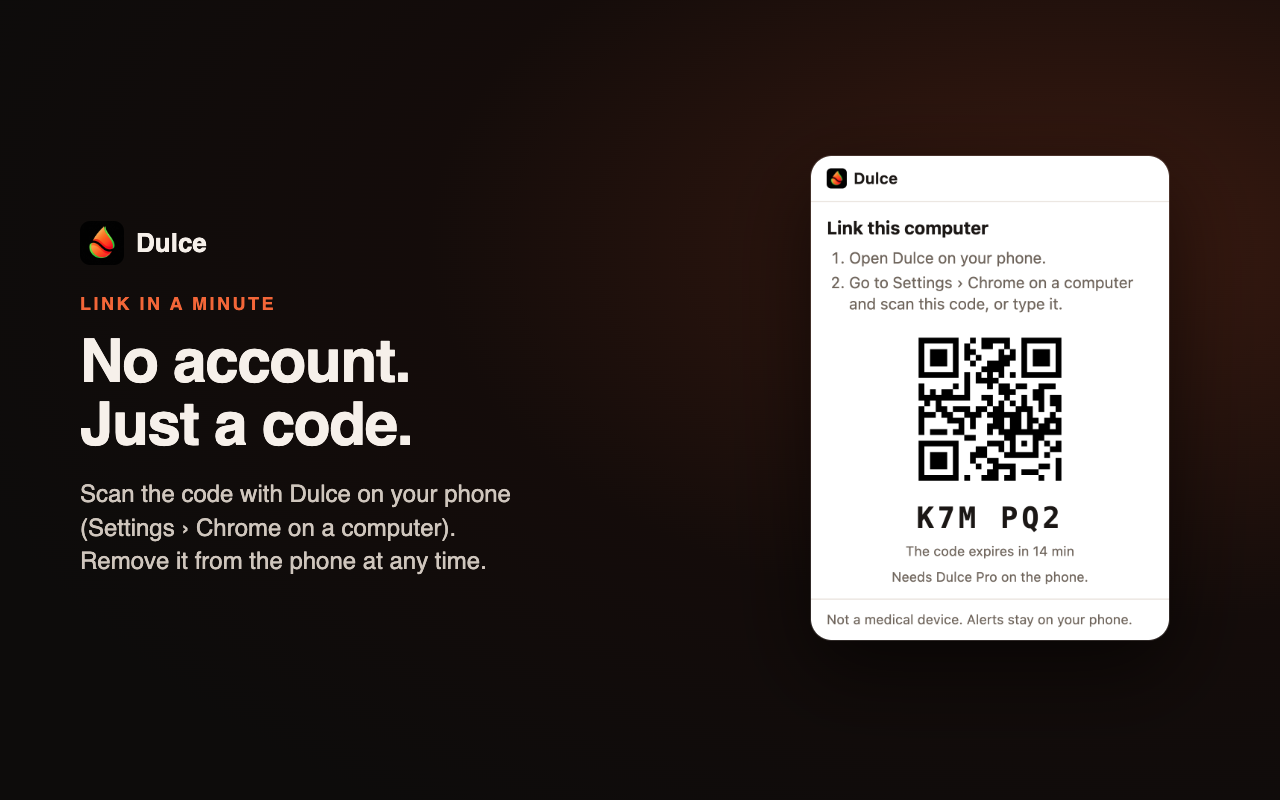 Dulce
LINK IN A MINUTE
No account.
Just a code.
Scan the code with Dulce on your phone
(Settings › Chrome on a computer).
Remove it from the phone at any time.
Dulce
Link this computer
1. Open Dulce on your phone.
2. Go to Settings › Chrome on a computer
and scan this code, or type it.
K7M PQ2
The code expires in 14 min
Needs Dulce Pro on the phone.
Not a medical device. Alerts stay on your phone.